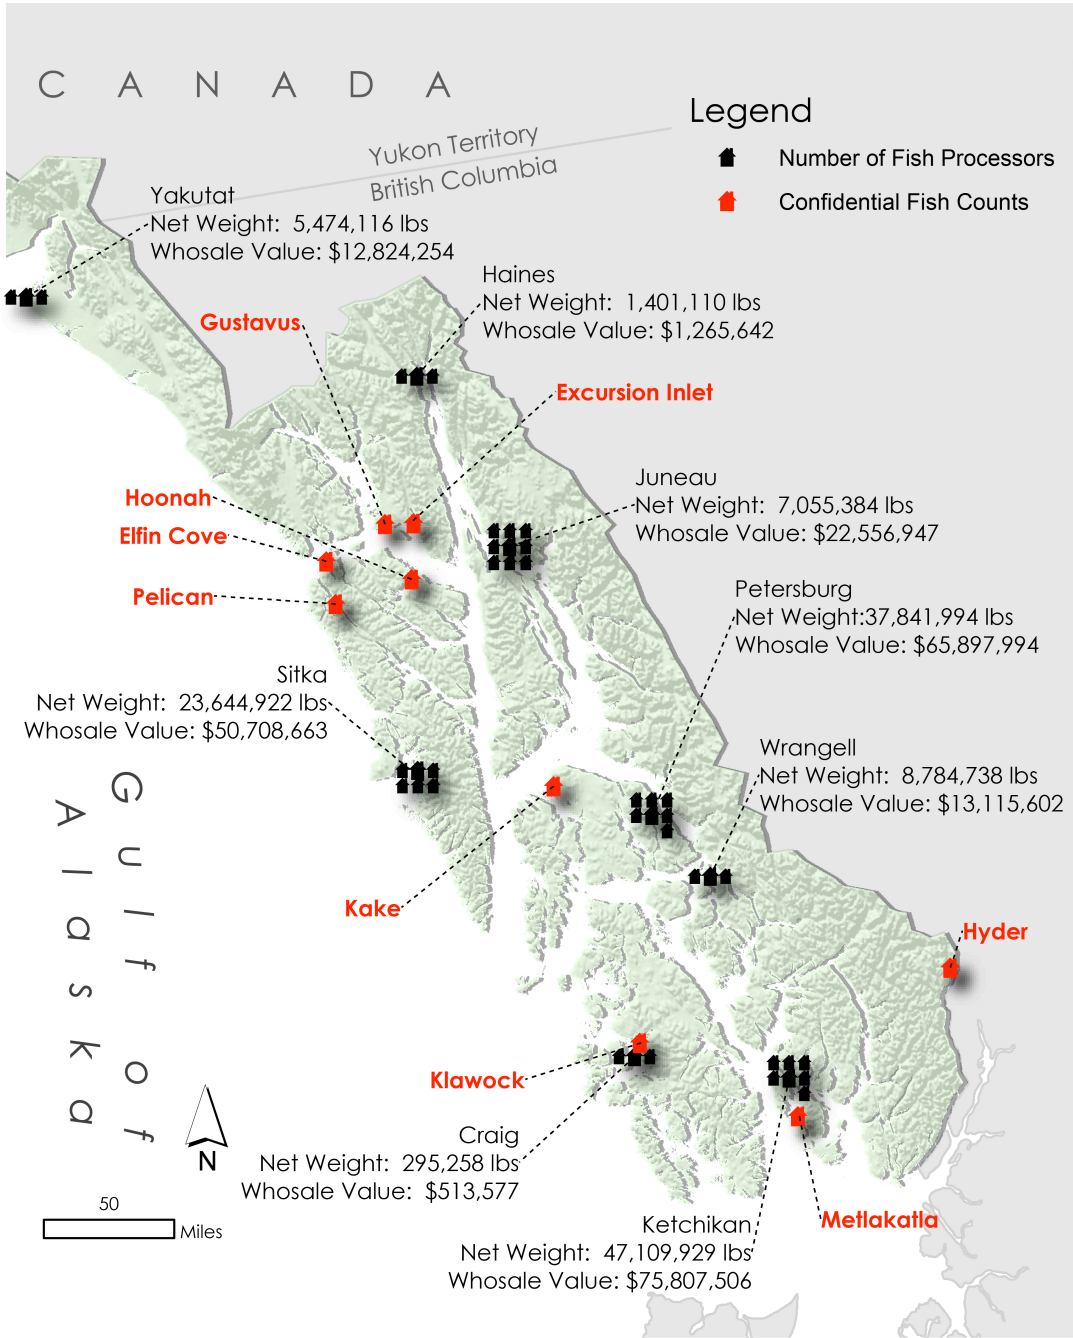 CANADA
Legend
Number of Fish Processors
Confidential Fish Counts
Yukon Territory
British Columbia
Yakutat
Net Weight: 5,474,116 lbs
Whosale Value: $12,824,254
Haines
Net Weight: 1,401,110 lbs
Whosale Value: $1,265,642
Gustavus
Excursion Inlet
Juneau
Net Weight: 7,055,384 lbs
Whosale Value: $22,556,947
Hoonah
Elfin Cove
Pelican
Petersburg
Net Weight:37,841,994 lbs
Whosale Value: $65,897,994
Sitka
Net Weight: 23,644,922 lbs
Whosale Value: $50,708,663
Wrangell
Net Weight: 8,784,738 lbs
Whosale Value: $13,115,602
Gulf of
Alaska
Kake
Hyder
Klawock
Craig
Net Weight: 295,258 lbs
Whosale Value: $513,577
N
50
Miles
Metlakatla
Ketchikan
Net Weight: 47,109,929 lbs
Whosale Value: $75,807,506